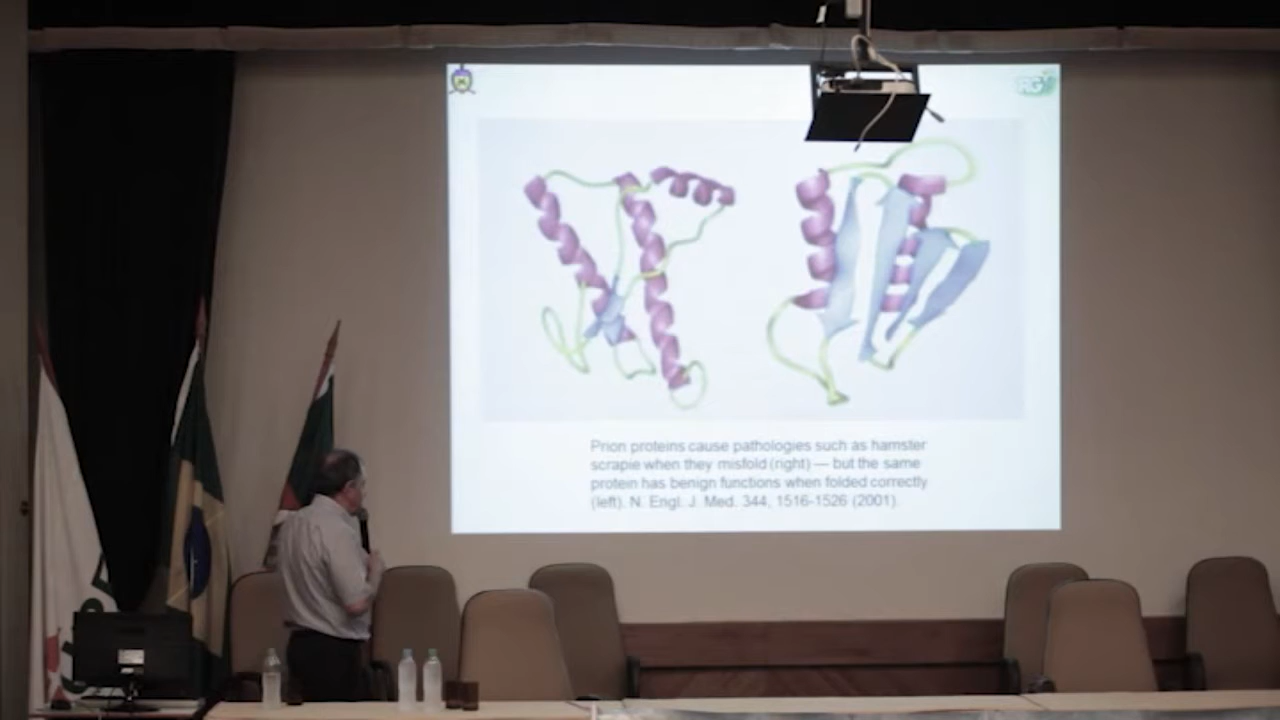 RG
Prion proteins cause pathologies such as hamster
scrapie when they misfold (right) — but the same
protein has benign functions when folded correctly
(left). N. Engl. J. Med. 344, 1516-1526 (2001).